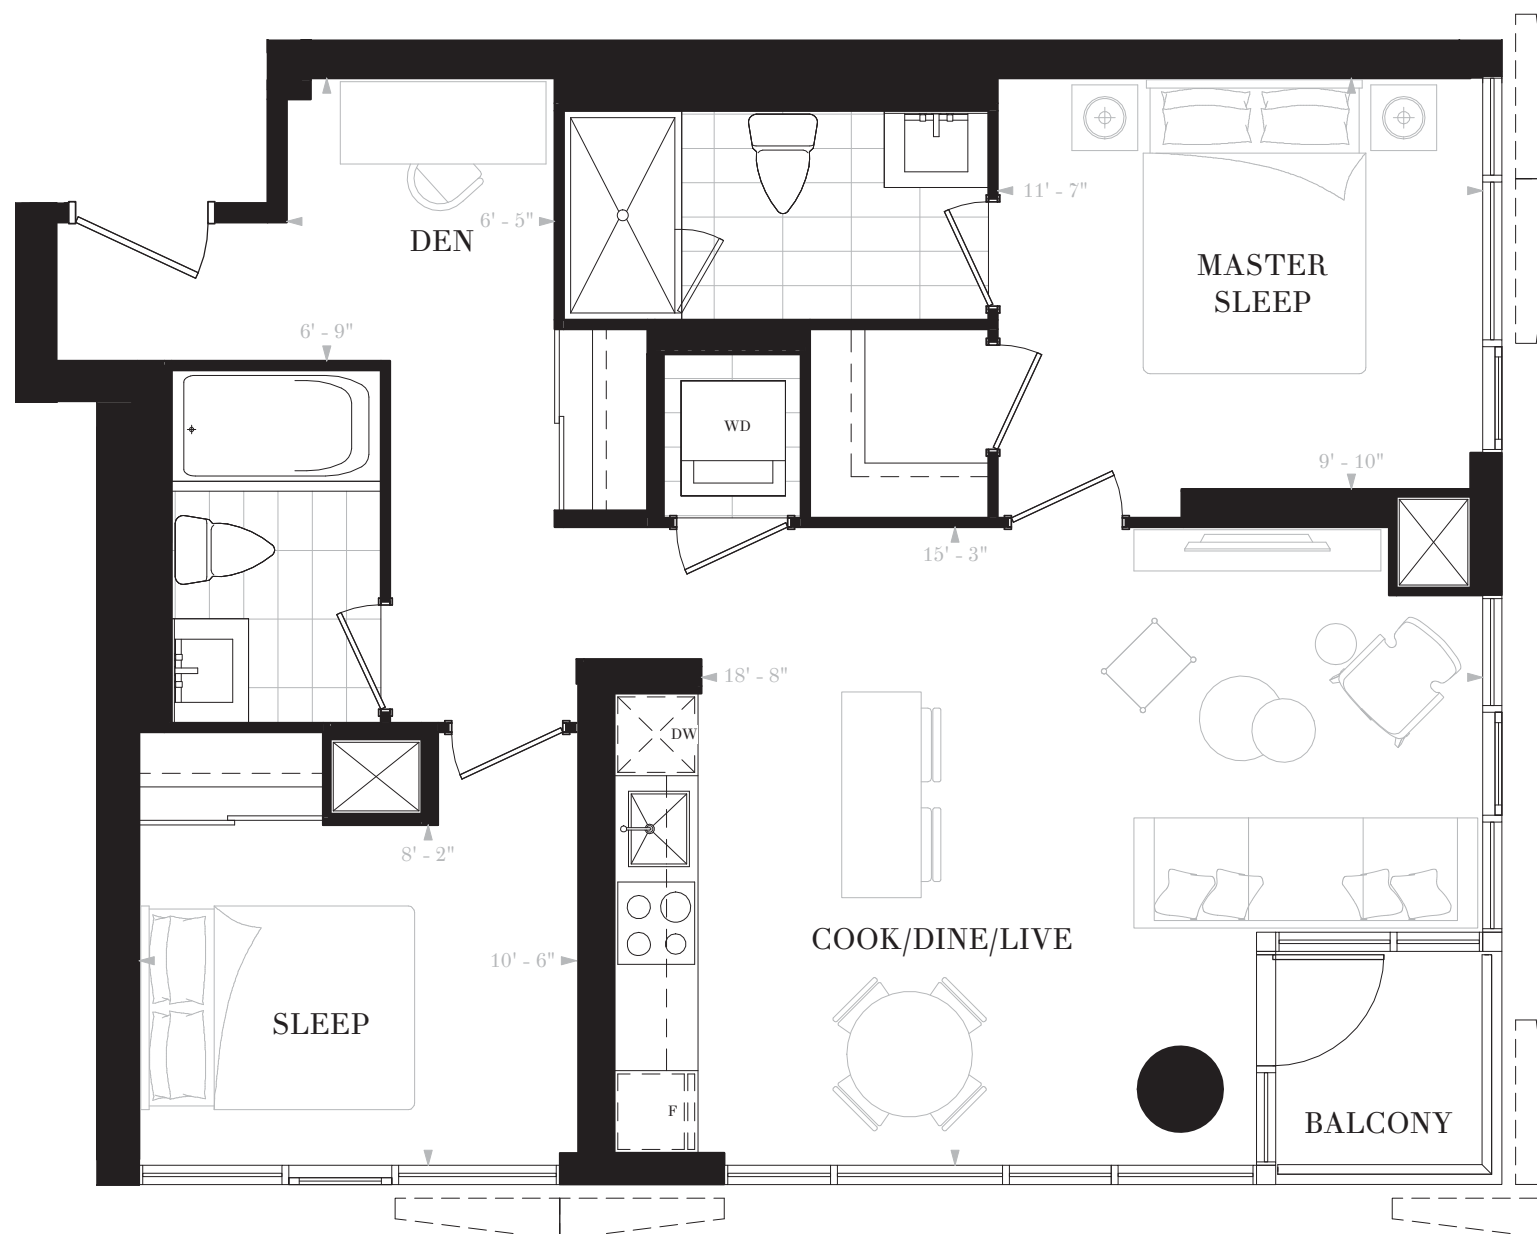 11' - 7"
6' - 5"
DEN
MASTER
SLEEP
6' - 9"
WD
9' - 10"
15' - 3"
18' - 8"
DW
8' - 2"
COOK/DINE/LIVE
10' - 6"
SLEEP
F
BALCONY